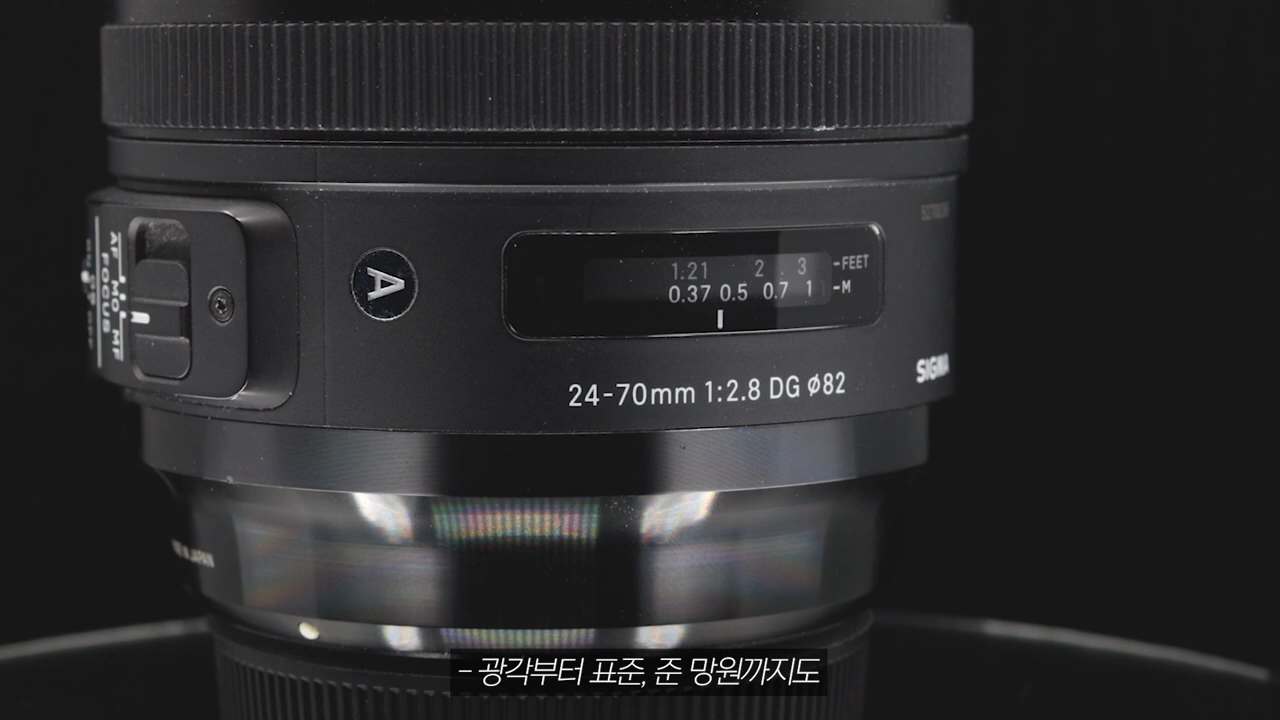 AF MO MF
FOCUS
A
1.21 2 3 -FEET
0.37 0.5 0.7 1 -M
24-70mm 1:2.8 DG ø82
SIGMA
JAPAN
- 광각부터 표준, 준 망원까지도